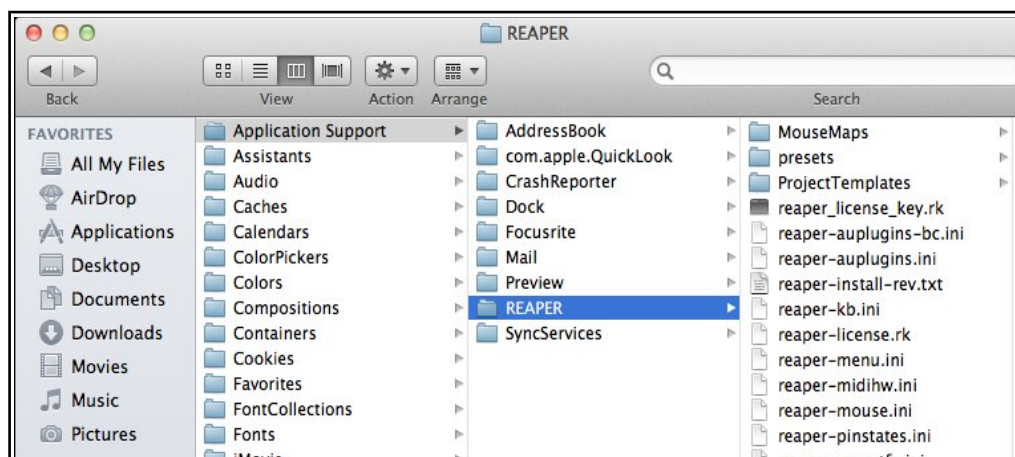 REAPER
Back
View
Action
Arrange
Search
FAVORITES
All My Files
AirDrop
Applications
Desktop
Documents
Downloads
Movies
Music
Pictures
Application Support
Assistants
Audio
Caches
Calendars
ColorPickers
Colors
Compositions
Containers
Cookies
Favorites
FontCollections
Fonts
iMovie
AddressBook
com.apple.QuickLook
CrashReporter
Dock
Focusrite
Mail
Preview
REAPER
SyncServices
MouseMaps
presets
ProjectTemplates
reaper_license_key.rk
reaper-auplugins-bc.ini
reaper-auplugins.ini
reaper-install-rev.txt
reaper-kb.ini
reaper-license.rk
reaper-menu.ini
reaper-midihw.ini
reaper-mouse.ini
reaper-pinstates.ini